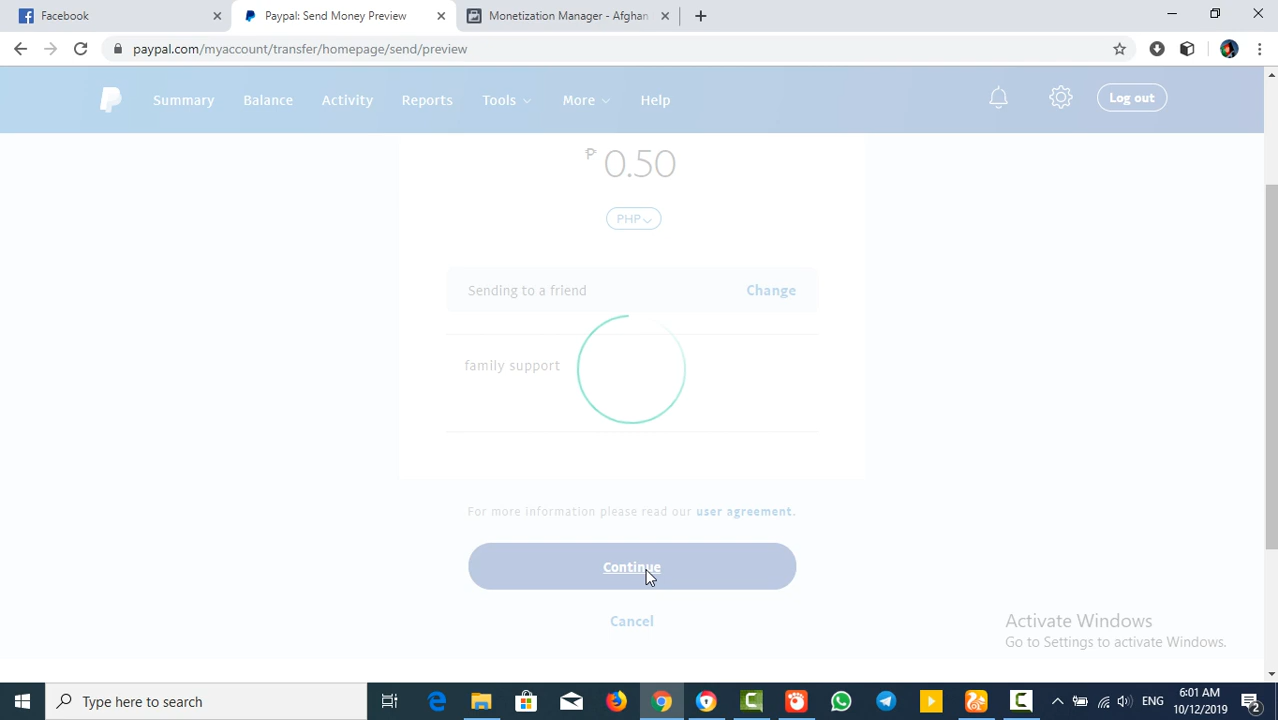 Facebook
Paypal: Send Money Preview
Monetization Manager - Afghan
paypal.com/myaccount/transfer/homepage/send/preview
Summary Balance Activity Reports Tools More Help Log out
₱ 0.50
PHP
Sending to a friend Change
family support
For more information please read our user agreement.
Continue
Cancel
Activate Windows
Go to Settings to activate Windows.
Type here to search
ENG
6:01 AM
10/12/2019
2